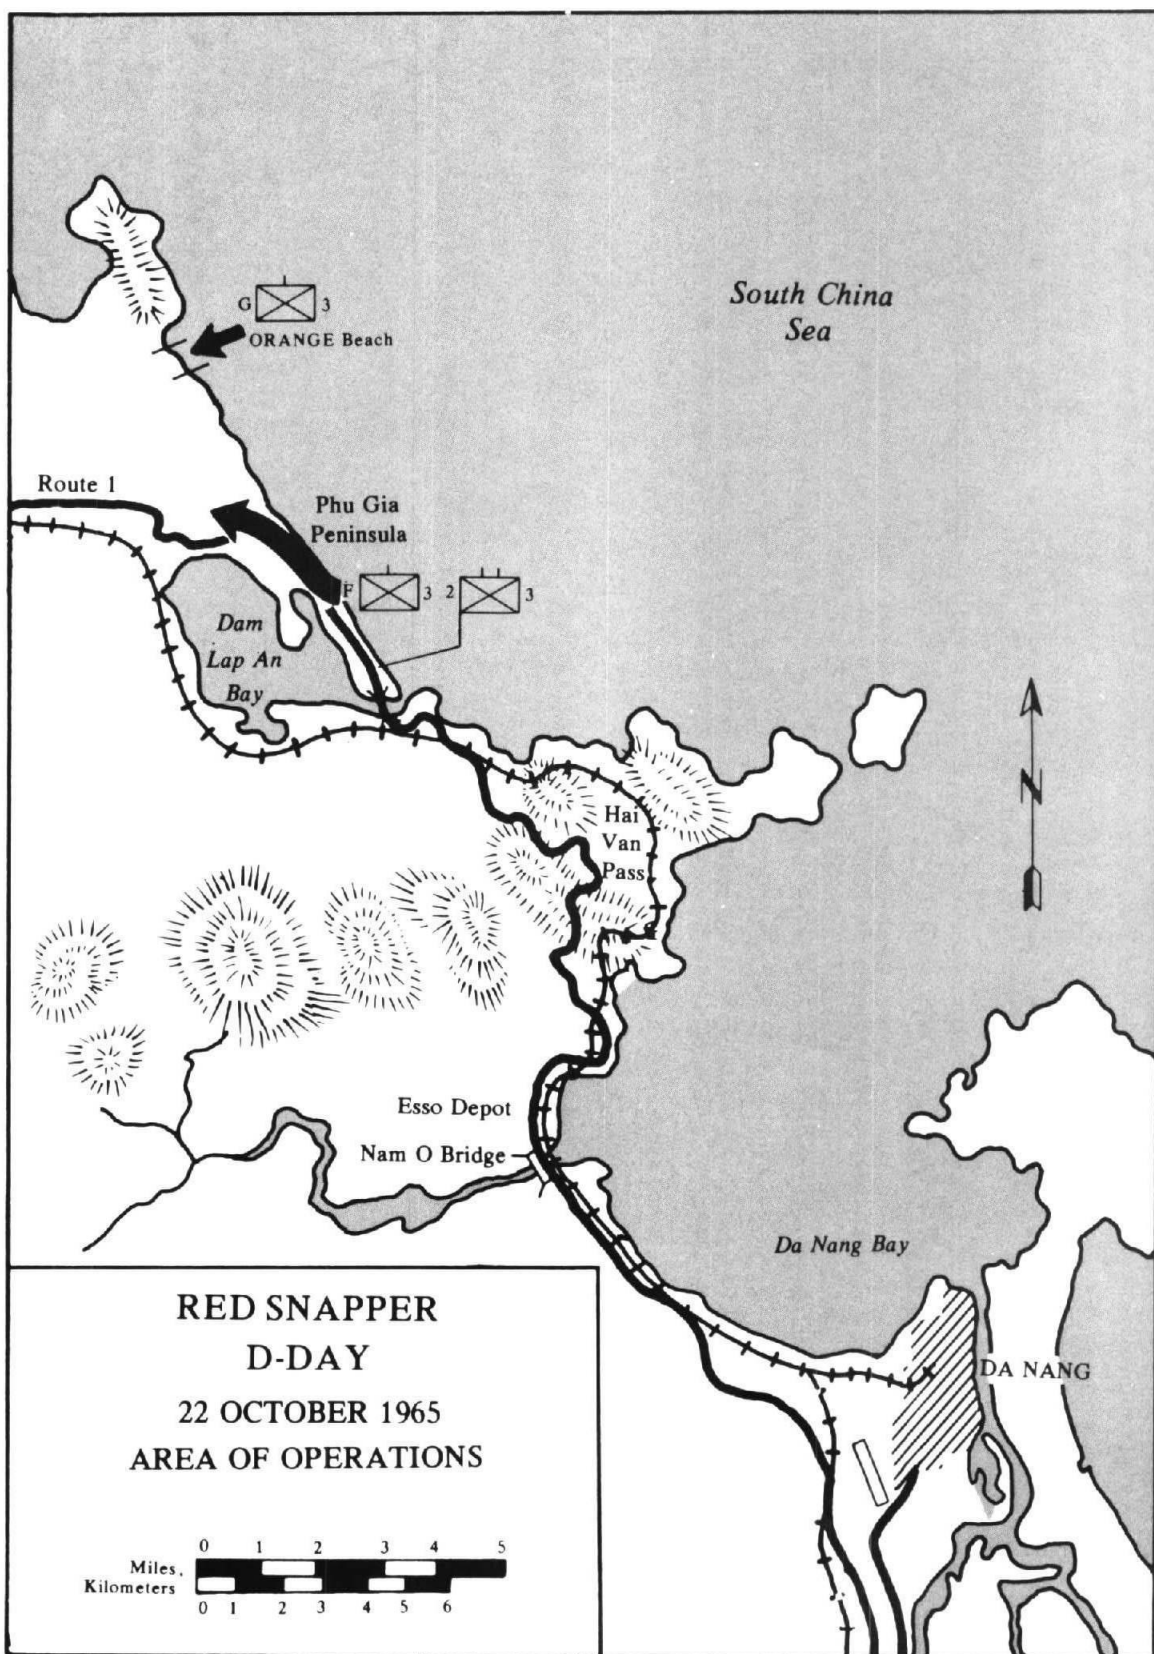 South China
Sea
G 3
ORANGE Beach
Route 1
Phu Gia
Peninsula
F 3 2 3
Dam
Lap An
Bay
N
Hai
Van
Pass
Esso Depot
Nam O Bridge
Da Nang Bay
DA NANG
RED SNAPPER
D-DAY
22 OCTOBER 1965
AREA OF OPERATIONS
0 1 2 3 4 5
Miles,
Kilometers
0 1 2 3 4 5 6